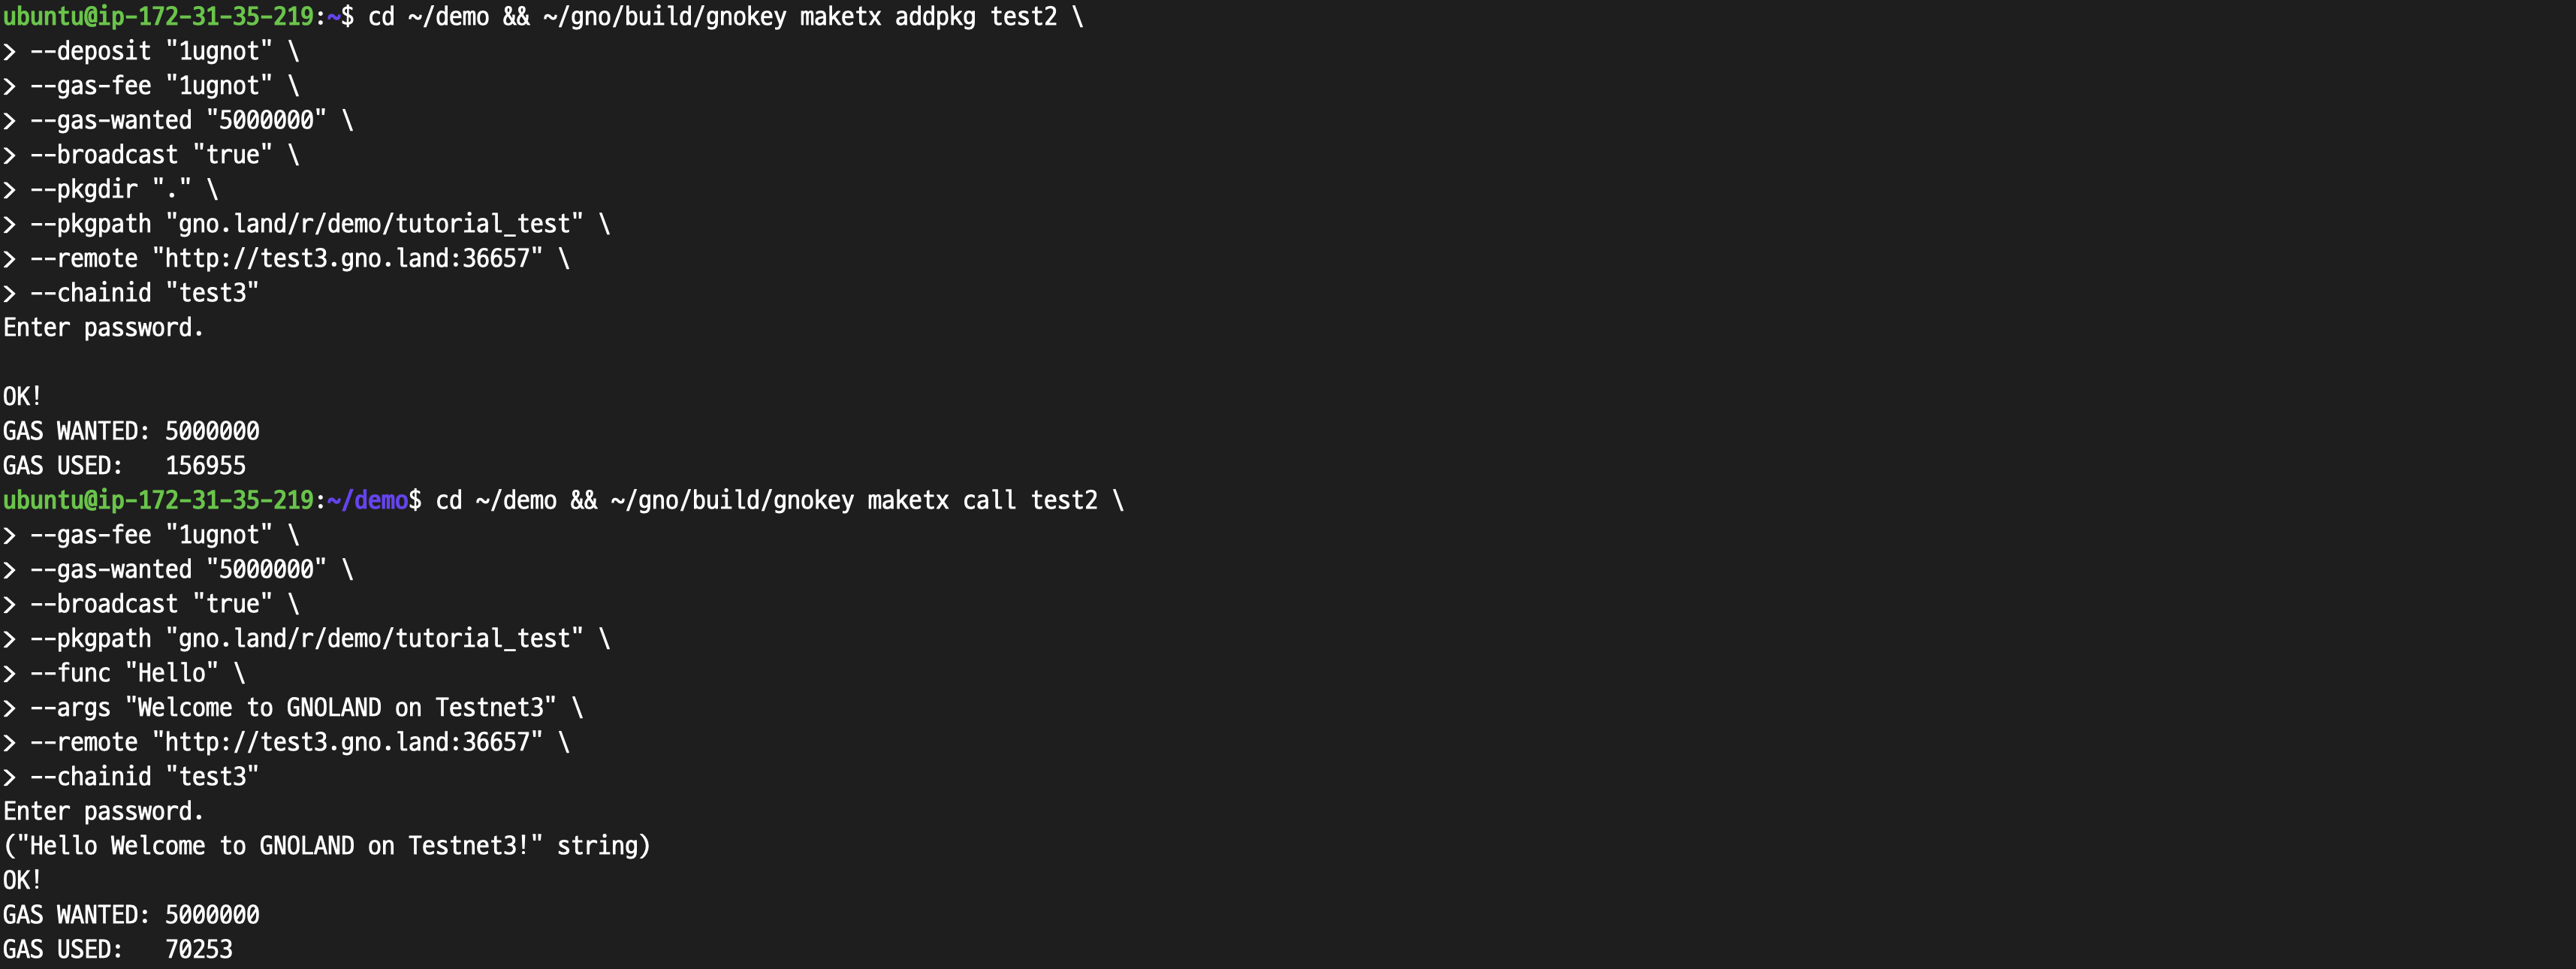 ubuntu@ip-172-31-35-219:~$ cd ~/demo && ~/gno/build/gnokey maketx addpkg test2 \
> --deposit "1ugnot" \
> --gas-fee "1ugnot" \
> --gas-wanted "5000000" \
> --broadcast "true" \
> --pkgdir "." \
> --pkgpath "gno.land/r/demo/tutorial_test" \
> --remote "http://test3.gno.land:36657" \
> --chainid "test3"
Enter password.
OK!
GAS WANTED: 5000000
GAS USED:   156955
ubuntu@ip-172-31-35-219:~/demo$ cd ~/demo && ~/gno/build/gnokey maketx call test2 \
> --gas-fee "1ugnot" \
> --gas-wanted "5000000" \
> --broadcast "true" \
> --pkgpath "gno.land/r/demo/tutorial_test" \
> --func "Hello" \
> --args "Welcome to GNOLAND on Testnet3" \
> --remote "http://test3.gno.land:36657" \
> --chainid "test3"
Enter password.
("Hello Welcome to GNOLAND on Testnet3!" string)
OK!
GAS WANTED: 5000000
GAS USED:   70253